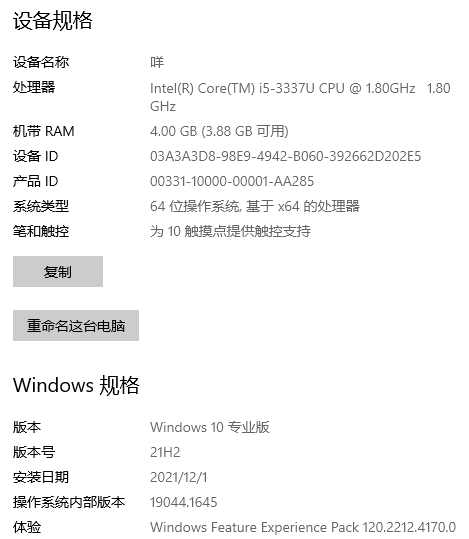 设备规格
设备名称 咩
处理器 Intel(R) Core(TM) i5-3337U CPU @ 1.80GHz 1.80
GHz
机带 RAM 4.00 GB (3.88 GB 可用)
设备 ID 03A3A3D8-98E9-4942-B060-392662D202E5
产品 ID 00331-10000-00001-AA285
系统类型 64 位操作系统, 基于 x64 的处理器
笔和触控 为 10 触摸点提供触控支持
复制
重命名这台电脑
Windows 规格
版本 Windows 10 专业版
版本号 21H2
安装日期 2021/12/1
操作系统内部版本 19044.1645
体验 Windows Feature Experience Pack 120.2212.4170.0